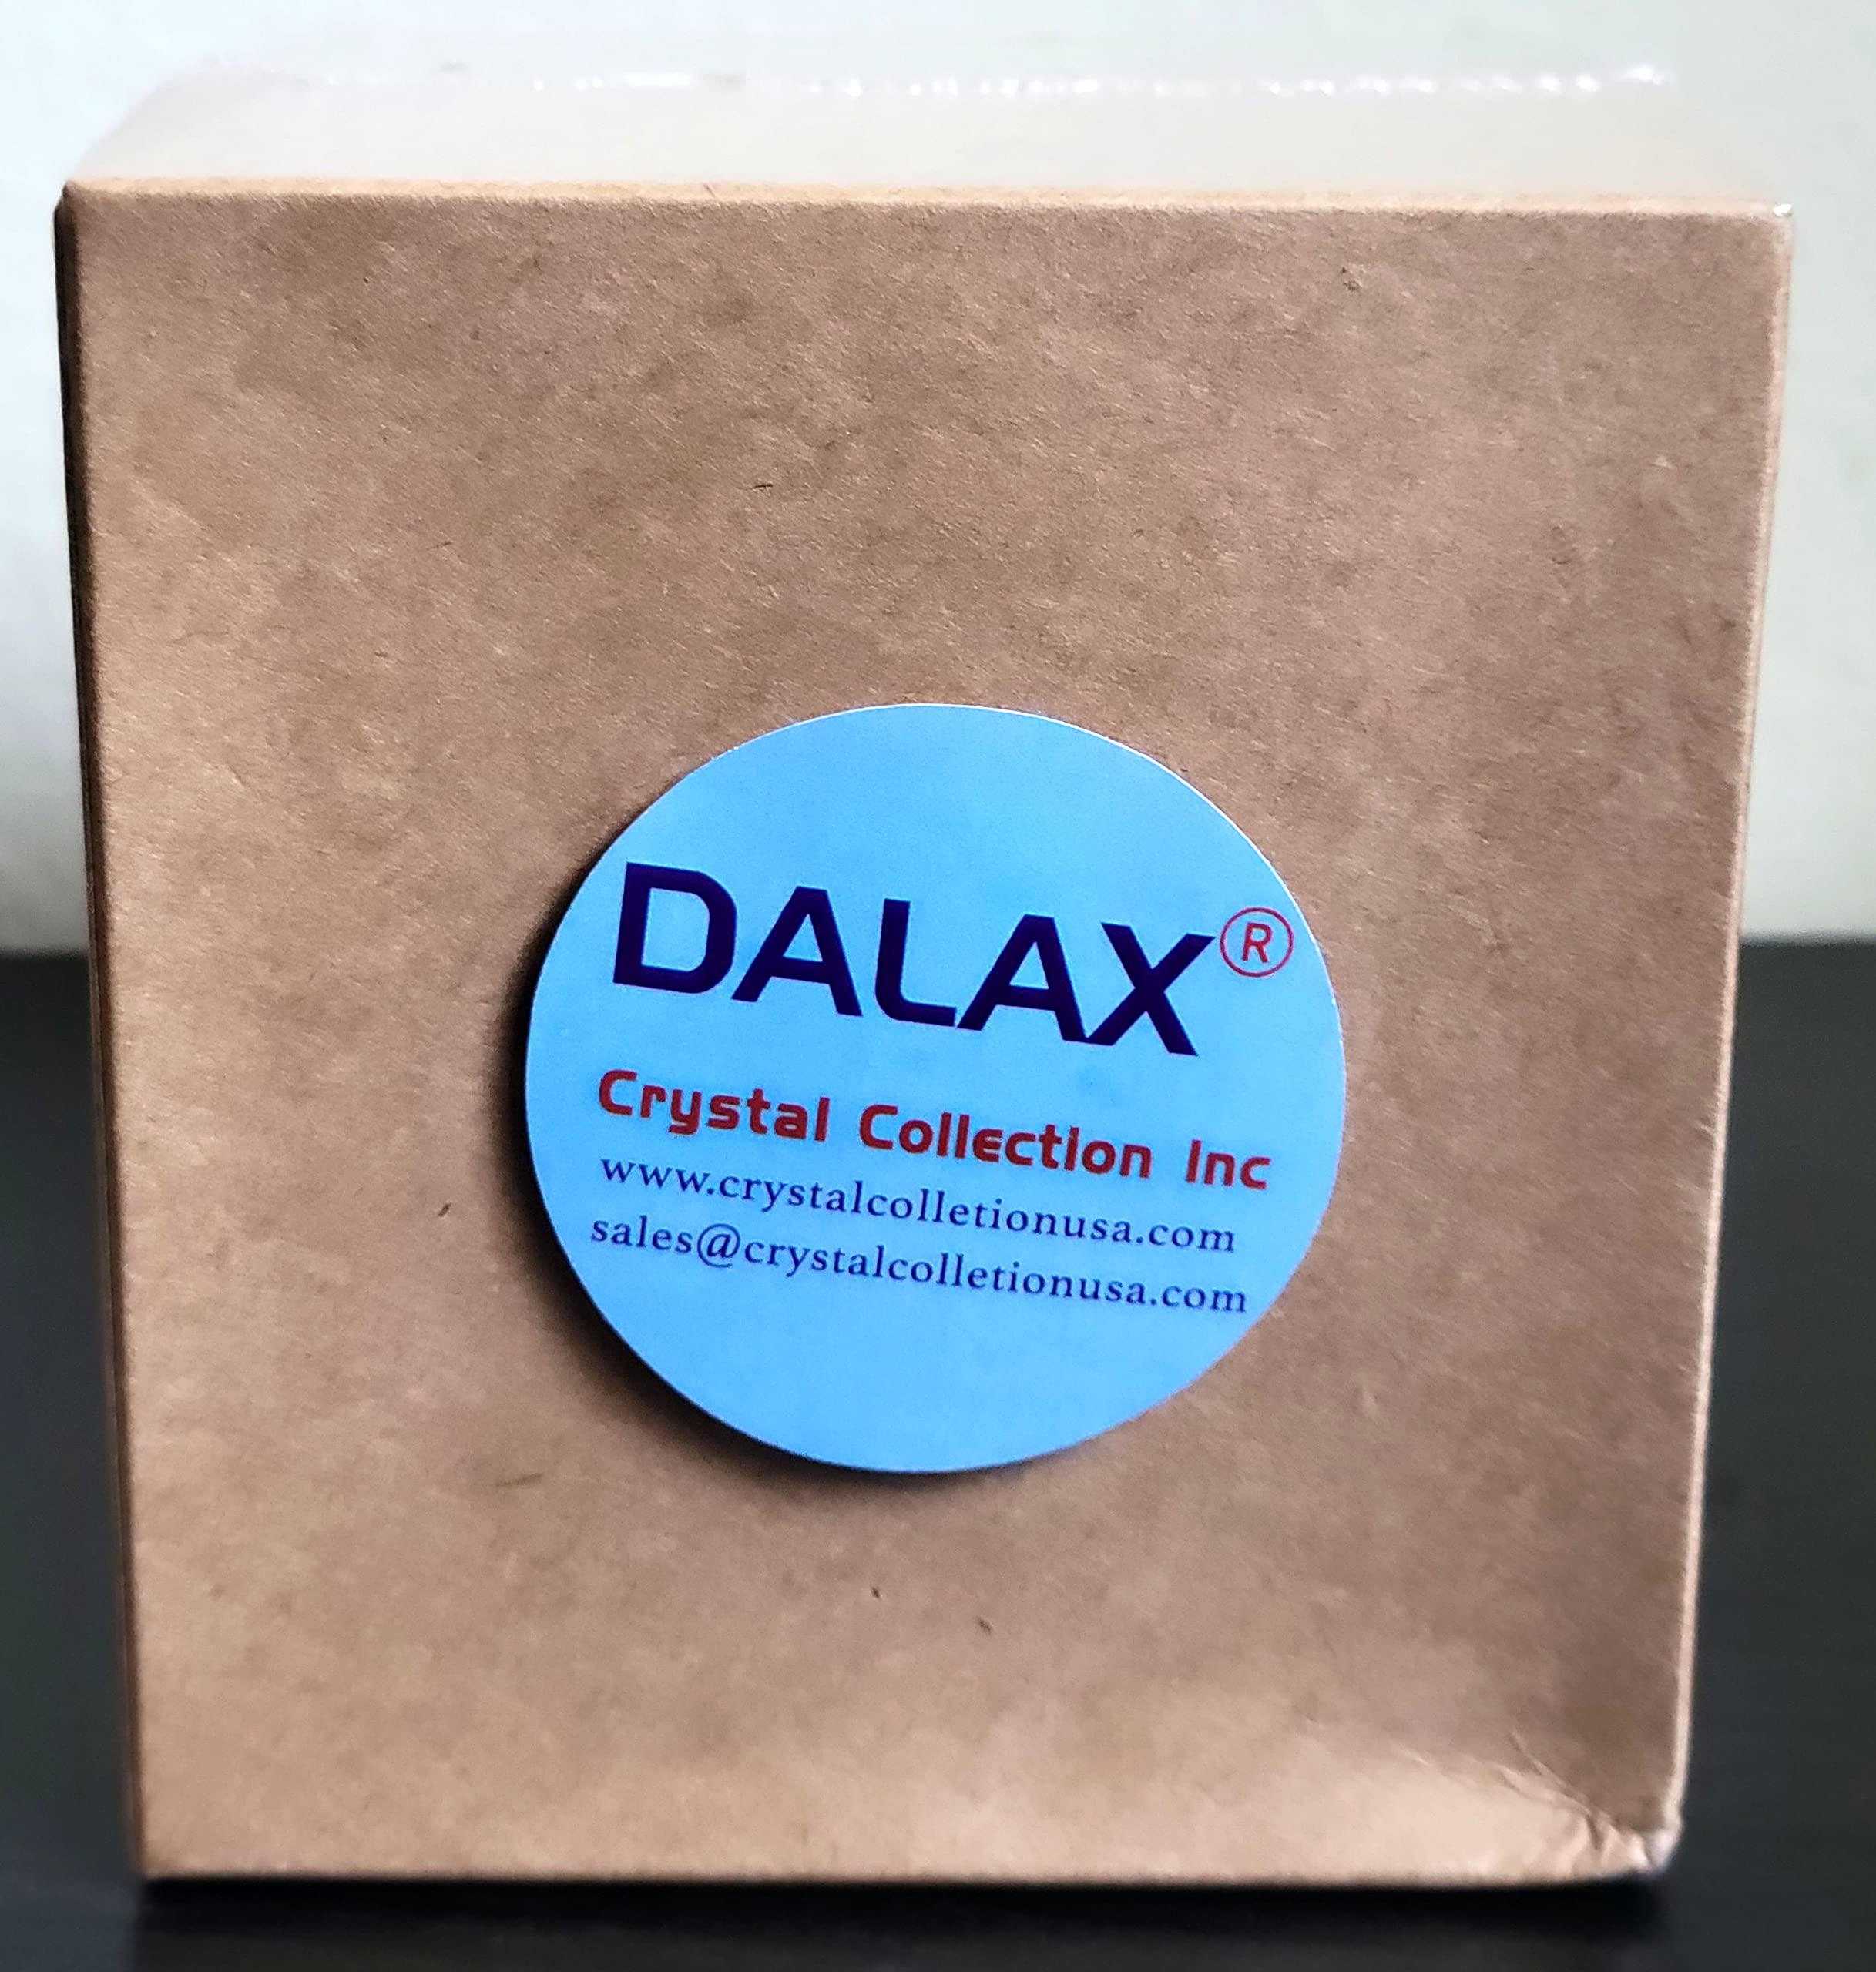 DALAX®
Crystal Collection Inc
www.crystalcolletionusa.com
sales@crystalcolletionusa.com